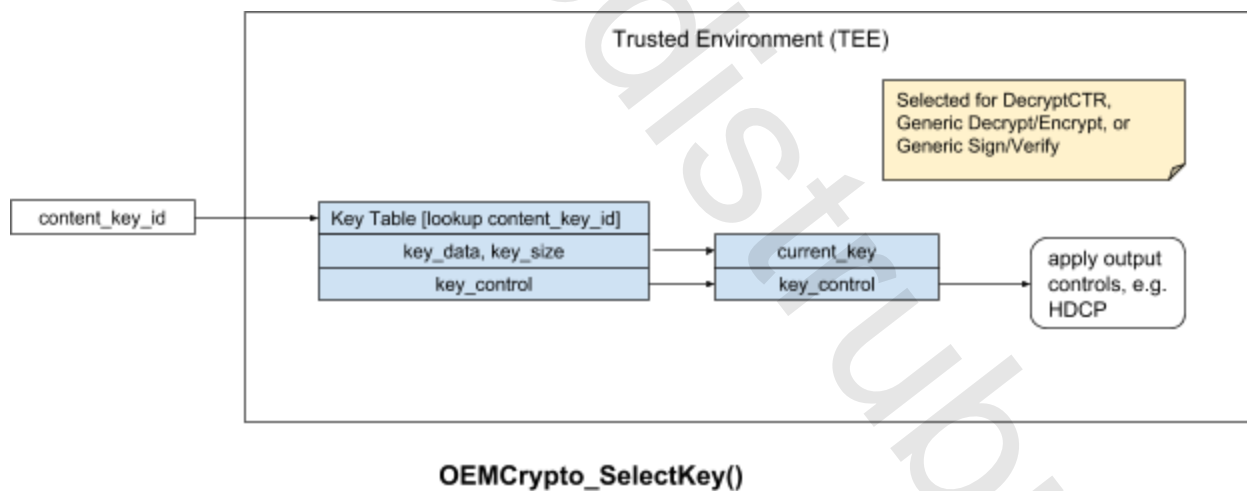 Trusted Environment (TEE)
Selected for DecryptCTR,
Generic Decrypt/Encrypt, or
Generic Sign/Verify
content_key_id
Key Table [lookup content_key_id]
key_data, key_size
current_key
key_control
key_control
apply output
controls, e.g.
HDCP
OEMCrypto_SelectKey()